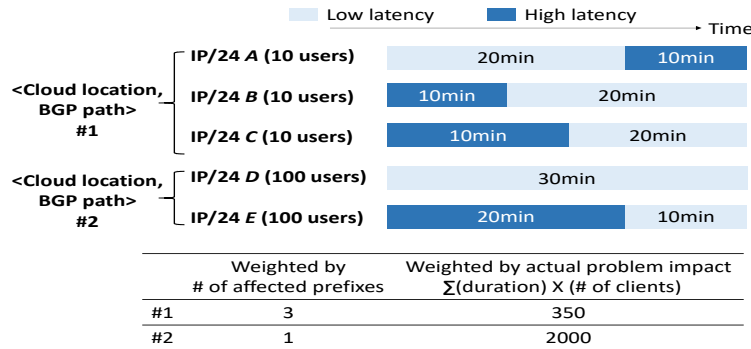 Low latency High latency
Time
IP/24 A (10 users) 20min 10min
<Cloud location, BGP path> #1
IP/24 B (10 users) 10min 20min
IP/24 C (10 users) 10min 20min
IP/24 D (100 users) 30min
<Cloud location, BGP path> #2
IP/24 E (100 users) 20min 10min
Weighted by # of affected prefixes
Weighted by actual problem impact ∑(duration) X (# of clients)
#1 3 350
#2 1 2000